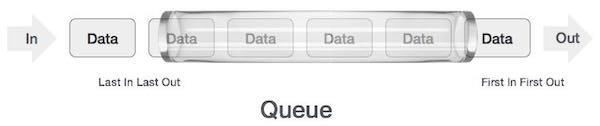 In Data Data Data Data Data Data Out
Last In Last Out First In First Out
Queue